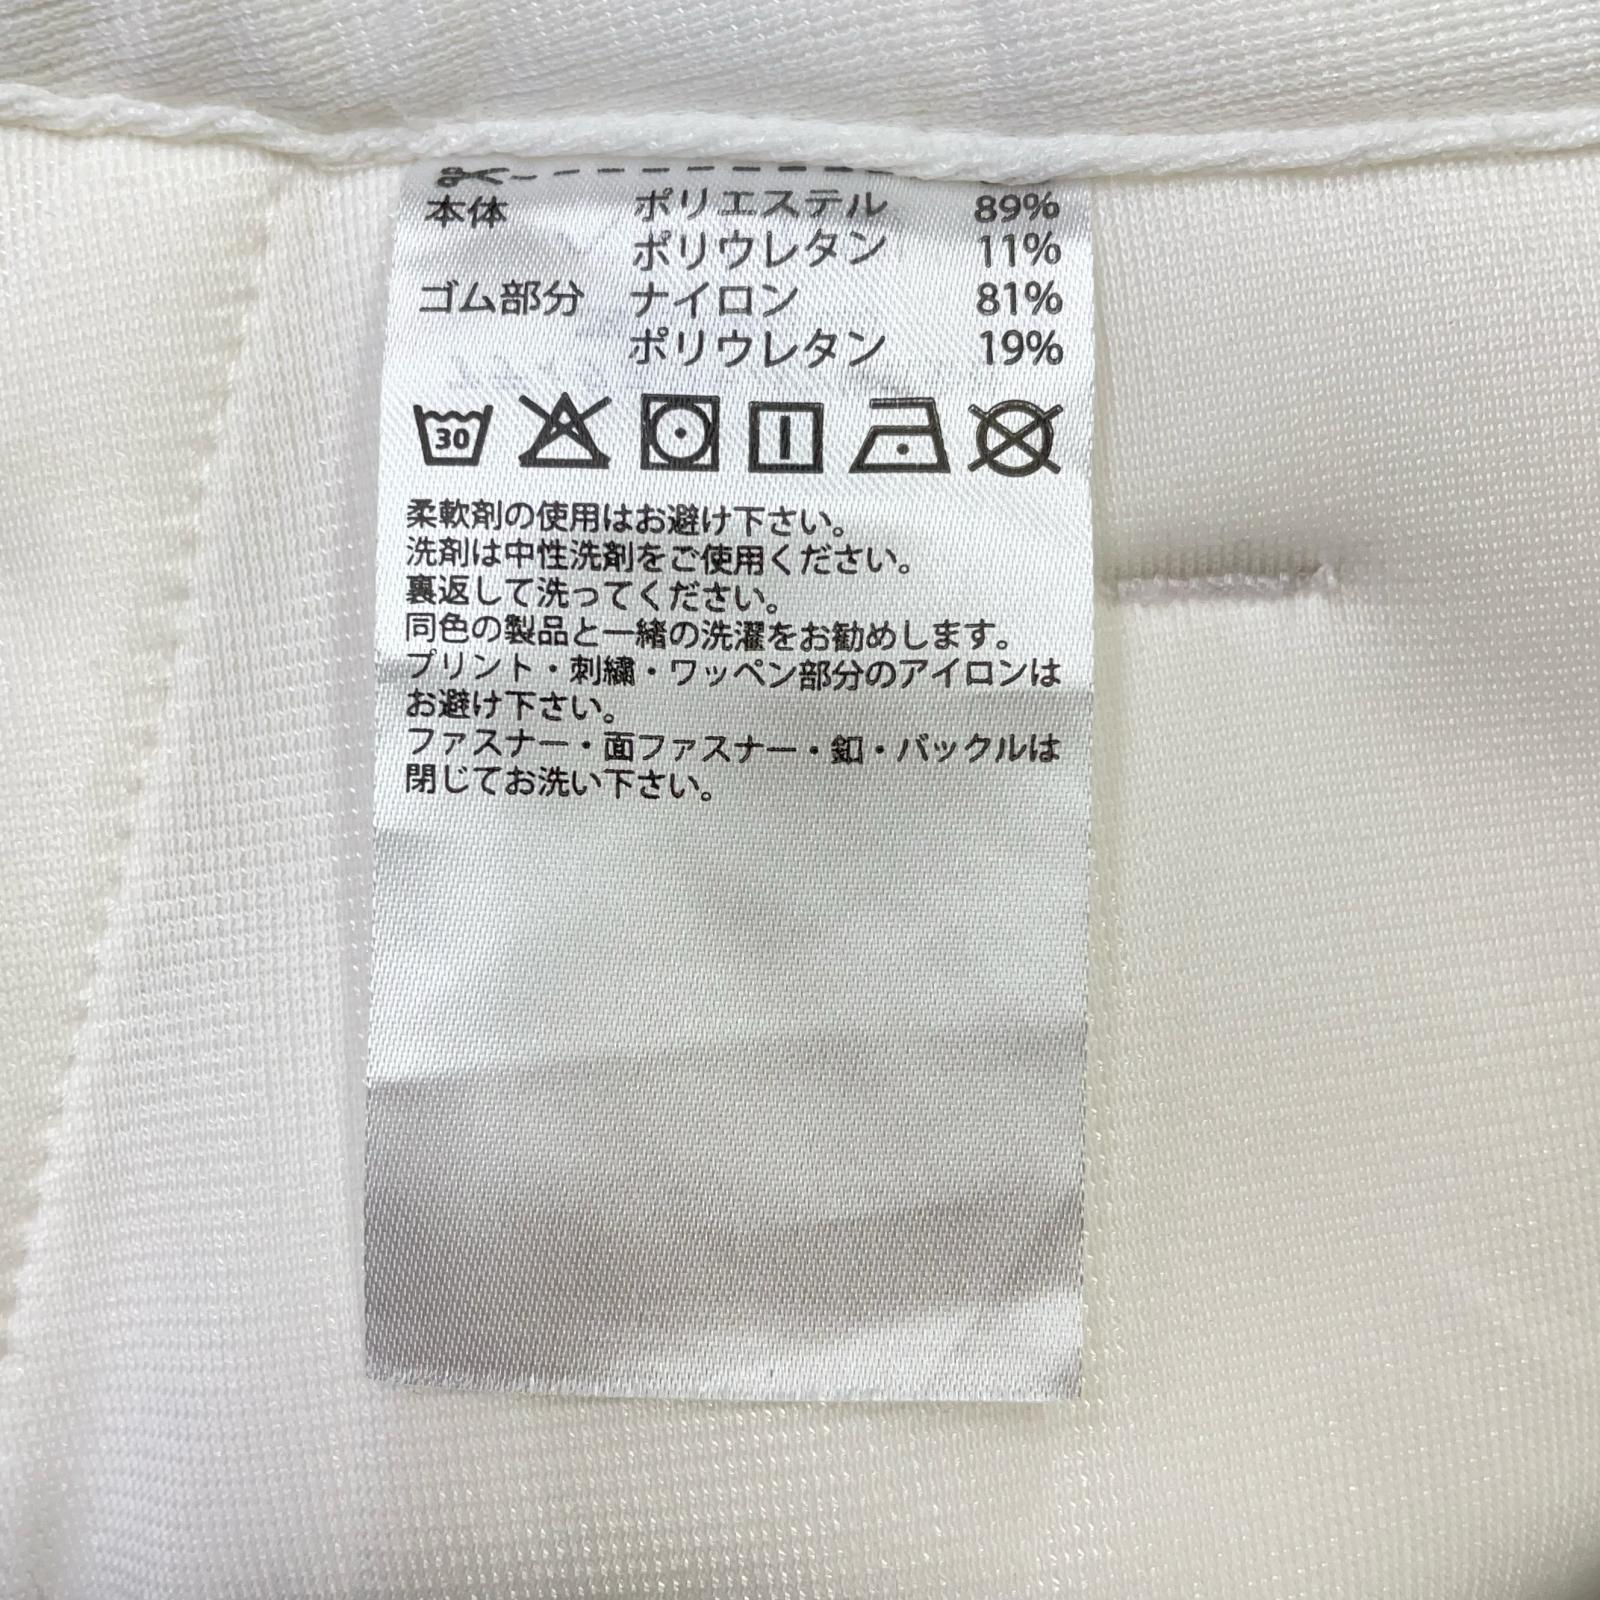 本体 ポリエステル 89%
ポリウレタン 11%
ゴム部分 ナイロン 81%
ポリウレタン 19%
30
柔軟剤の使用はお避け下さい。
洗剤は中性洗剤をご使用ください。
裏返して洗ってください。
同色の製品と一緒の洗濯をお勧めします。
プリント・刺繍・ワッペン部分のアイロンは
お避け下さい。
ファスナー・面ファスナー・釦・バックルは
閉じてお洗い下さい。